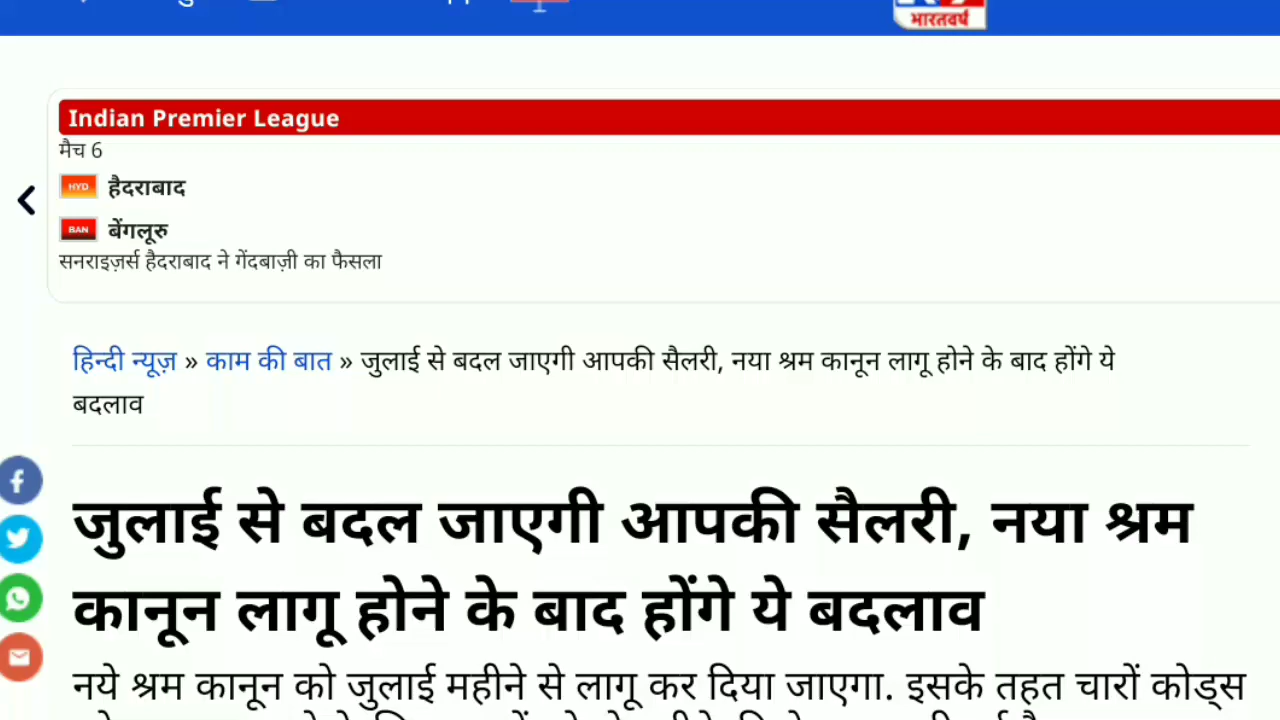 भारतवर्ष
Indian Premier League
मैच 6
HYD हैदराबाद
BAN बेंगलूरु
सनराइज़र्स हैदराबाद ने गेंदबाज़ी का फैसला
हिन्दी न्यूज़ » काम की बात » जुलाई से बदल जाएगी आपकी सैलरी, नया श्रम कानून लागू होने के बाद होंगे ये
बदलाव
जुलाई से बदल जाएगी आपकी सैलरी, नया श्रम
कानून लागू होने के बाद होंगे ये बदलाव
नये श्रम कानून को जुलाई महीने से लागू कर दिया जाएगा. इसके तहत चारों कोड्स